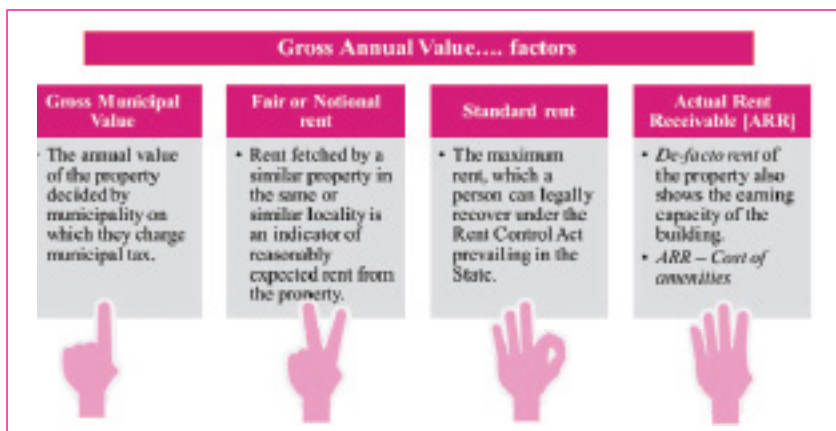 Gross Annual Value.... factors
Gross Municipal
Value
• The annual value
of the property
decided by
municipality on
which they charge
municipal tax.
Fair or Notional
rent
• Rent fetched by a
similar property in
the same or
similar locality is
an indicator of
reasonably
expected rent from
the property.
Standard rent
• The maximum
rent, which a
person can legally
recover under the
Rent Control Act
prevailing in the
State.
Actual Rent
Receivable [ARR]
• De-facto rent of
the property also
shows the earning
capacity of the
building.
• ARR – Cost of
amenities